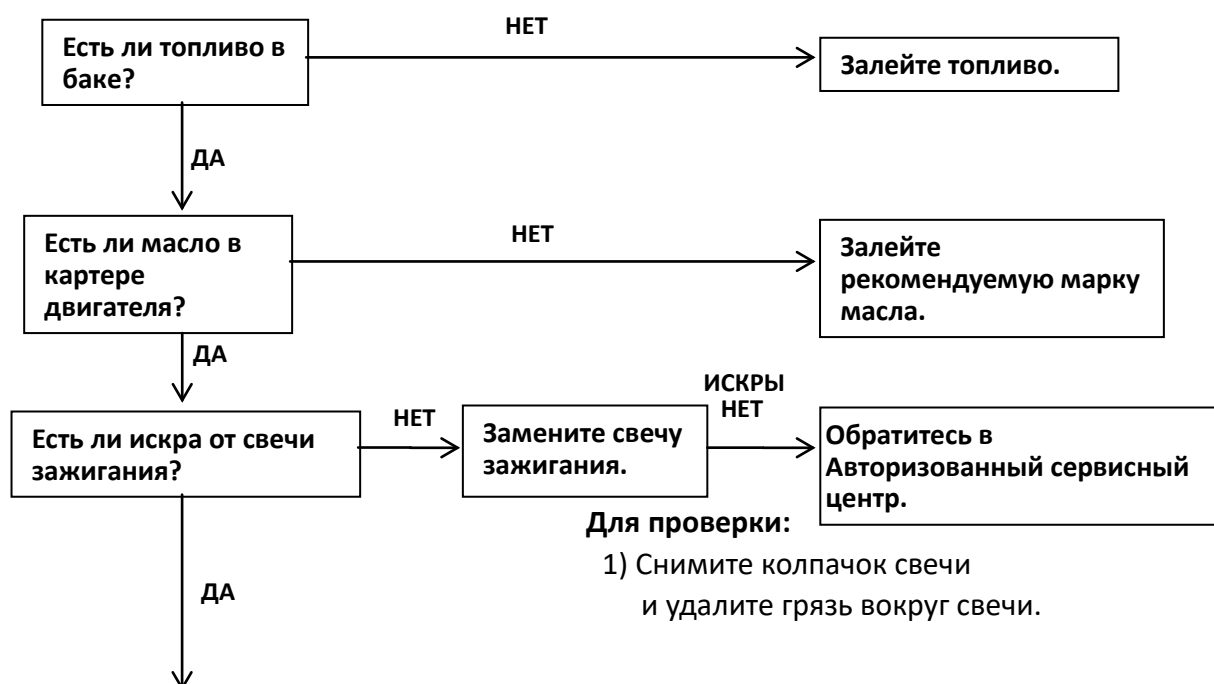 Есть ли топливо в
баке?
НЕТ
Залейте топливо.
ДА
Есть ли масло в
картере
двигателя?
НЕТ
Залейте
рекомендуемую марку
масла.
ДА
Есть ли искра от свечи
зажигания?
НЕТ
Замените свечу
зажигания.
ИСКРЫ
НЕТ
Обратитесь в
Авторизованный сервисный
центр.
Для проверки:
1) Снимите колпачок свечи
и удалите грязь вокруг свечи.
ДА